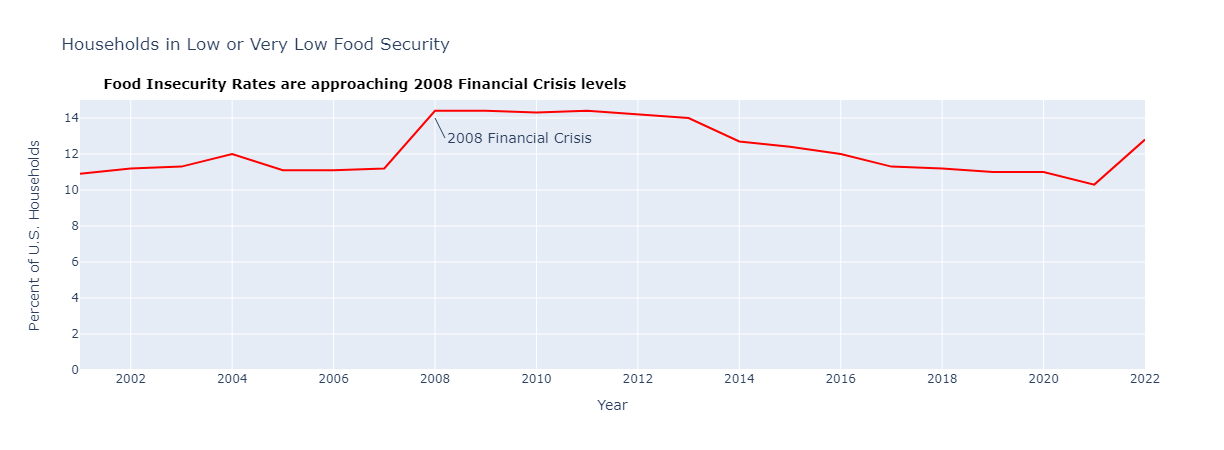 Households in Low or Very Low Food Security
Food Insecurity Rates are approaching 2008 Financial Crisis levels
Percent of U.S. Households
14
12
10
8
6
4
2
0
2008 Financial Crisis
2002 2004 2006 2008 2010 2012 2014 2016 2018 2020 2022
Year